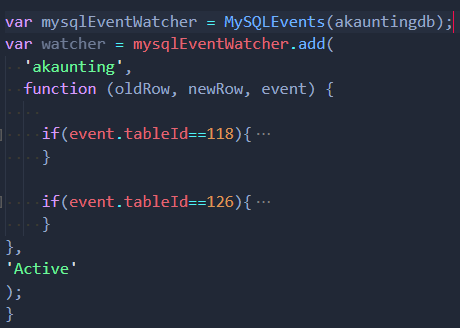 var mysqlEventWatcher = MySQLEvents(akauntingdb);
var watcher = mysqlEventWatcher.add(
'akaunting',
function (oldRow, newRow, event) {
if(event.tableId==118){ ···
}
if(event.tableId==126){ ···
}
},
'Active'
);
}